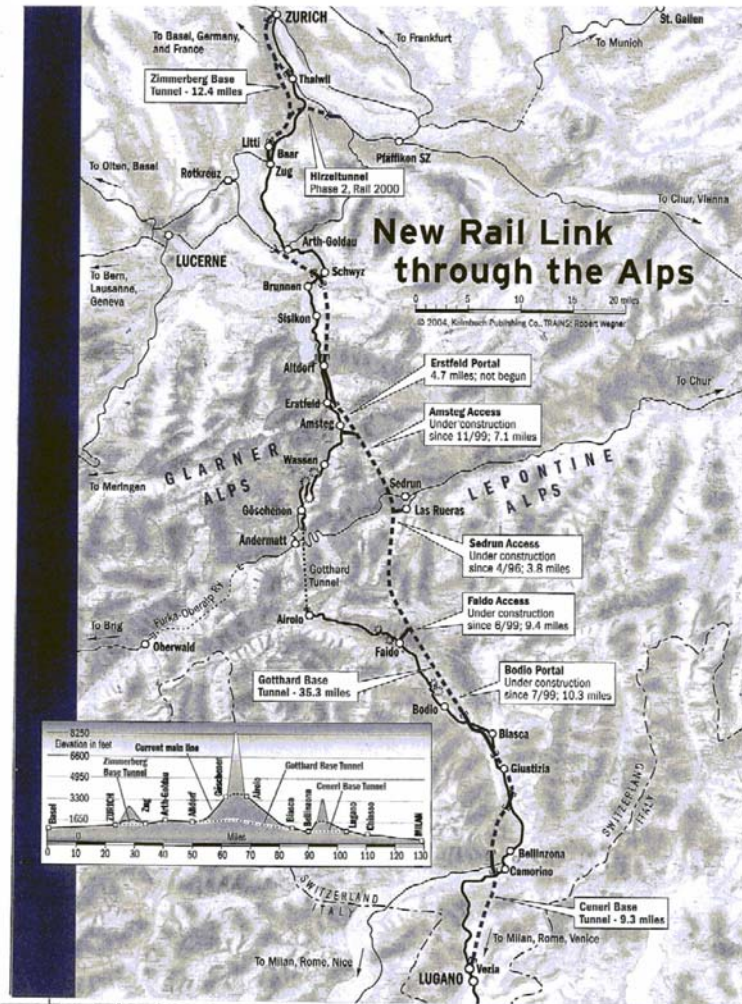 ZURICH
St. Gallen
To Basel, Germany,
and France
To Frankfurt
To Munich
Zimmerberg Base
Tunnel - 12.4 miles
Thalwil
Litti
Baar
Zug
Pfäffikon SZ
Hirzeltunnel
Phase 2, Rail 2000
To Olten, Basel
Rotkreuz
To Chur, Vienna
LUCERNE
Arth-Goldau
New Rail Link
through the Alps
Schwyz
To Bern,
Lausanne,
Geneva
Brunnen
0 5 10 15 20 miles
© 2004, Kalmbach Publishing Co., TRAINS: Robert Wegner
Sisikon
Altdorf
Erstfeld Portal
4.7 miles; not begun
To Chur
Erstfeld
Amsteg
Amsteg Access
Under construction
since 11/99; 7.1 miles
GLARNER
ALPS
Wassen
LEPONTINE
ALPS
To Meringen
Sedrun
Göschenen
Las Rueras
Andermatt
Sedrun Access
Under construction
since 4/96; 3.8 miles
Gotthard
Tunnel
Furka-Oberalp Ry.
To Brig
Oberwald
Airolo
Faido Access
Under construction
since 6/99; 9.4 miles
Faido
Gotthard Base
Tunnel - 35.3 miles
Bodio Portal
Under construction
since 7/99; 10.3 miles
Bodio
Biasca
Giustizia
8250
Elevation in feet
6600
4950
3300
1650
0
Current main line
Zimmerberg
Base Tunnel
Gotthard Base Tunnel
Ceneri Base Tunnel
Basel
ZURICH
Zug
Arth-Goldau
Altdorf
Göschenen
Airolo
Biasca
Bellinzona
Lugano
Chiasso
MILAN
Miles
0 10 20 30 40 50 60 70 80 90 100 110 120 130
SWITZERLAND
ITALY
Bellinzona
Camorino
SWITZERLAND
ITALY
Ceneri Base
Tunnel - 9.3 miles
To Milan, Rome, Venice
To Milan, Rome, Nice
LUGANO
Vezia